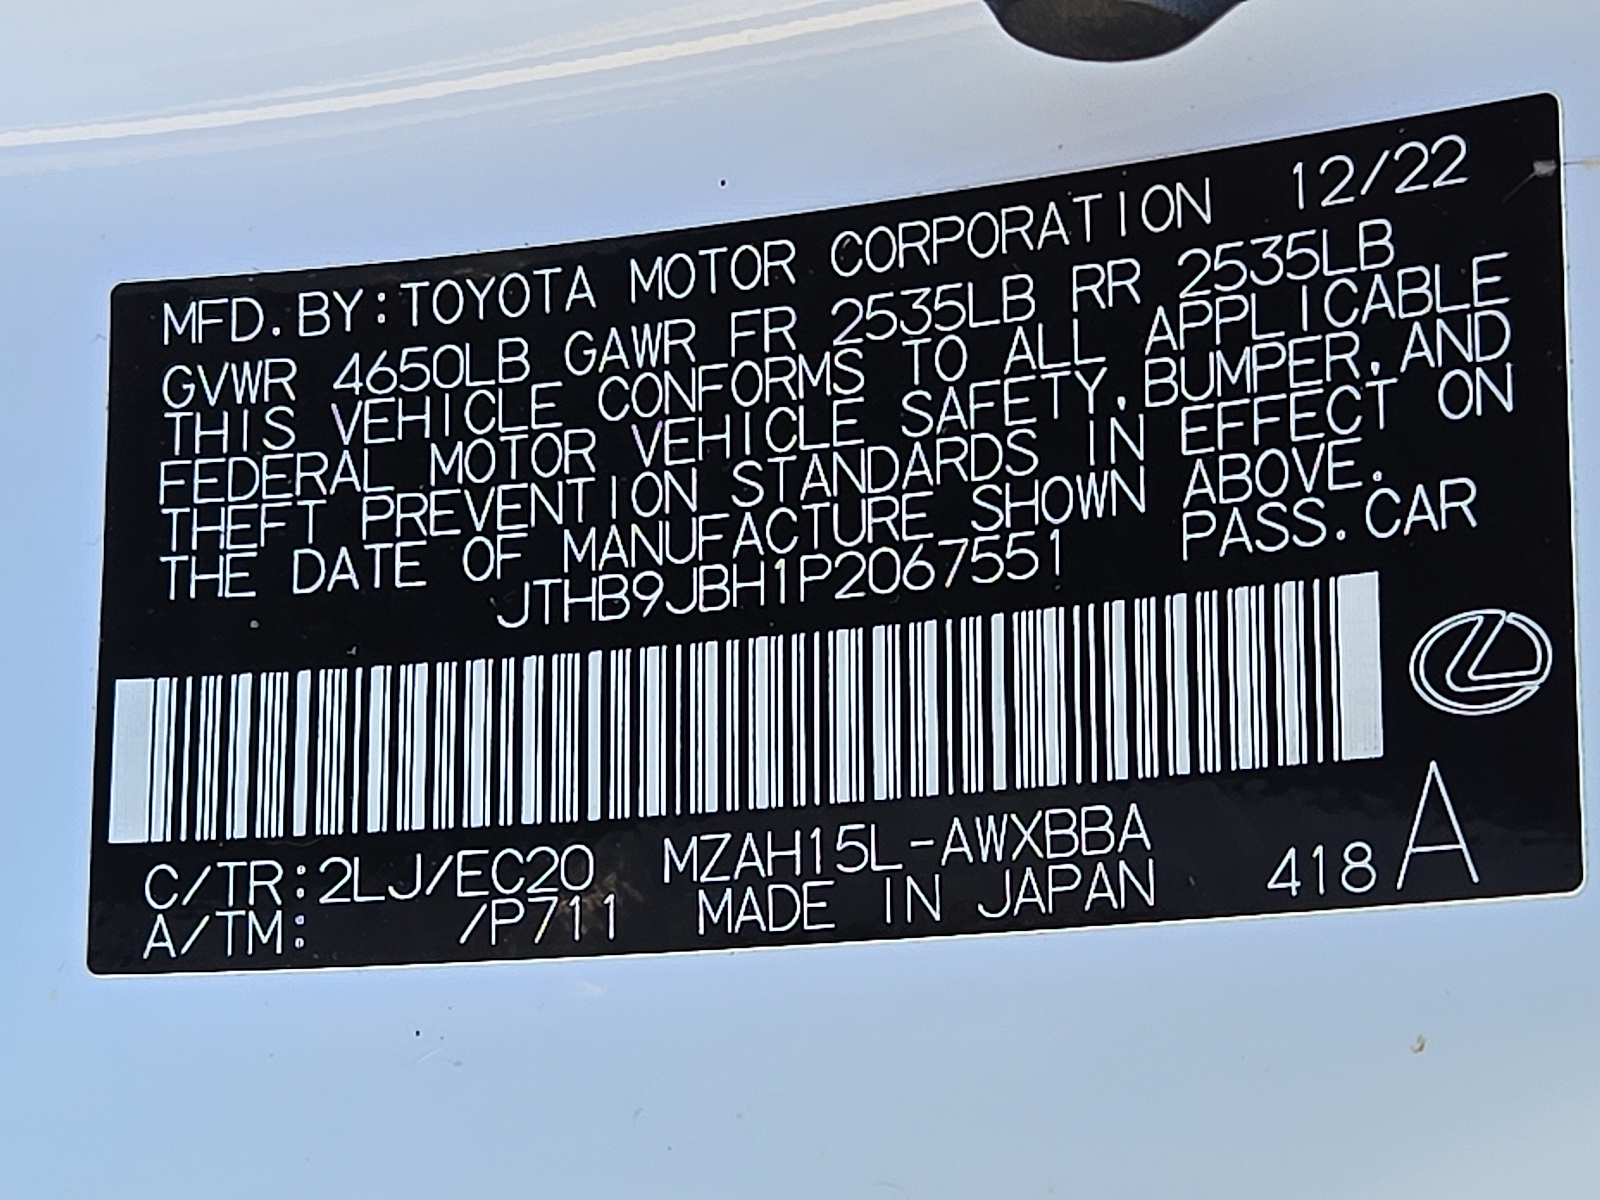 MFD. BY: TOYOTA MOTOR CORPORATION 12/22
GVWR 4650LB GAWR FR 2535LB RR 2535LB
THIS VEHICLE CONFORMS TO ALL APPLICABLE
FEDERAL MOTOR VEHICLE SAFETY, BUMPER, AND
THEFT PREVENTION STANDARDS IN EFFECT ON
THE DATE OF MANUFACTURE SHOWN ABOVE.
JTHB9JBH1P2067551 PASS. CAR
C/TR: 2LJ/EC20 MZAH15L-AWXBBA
A/TM: /P711 MADE IN JAPAN 418 A